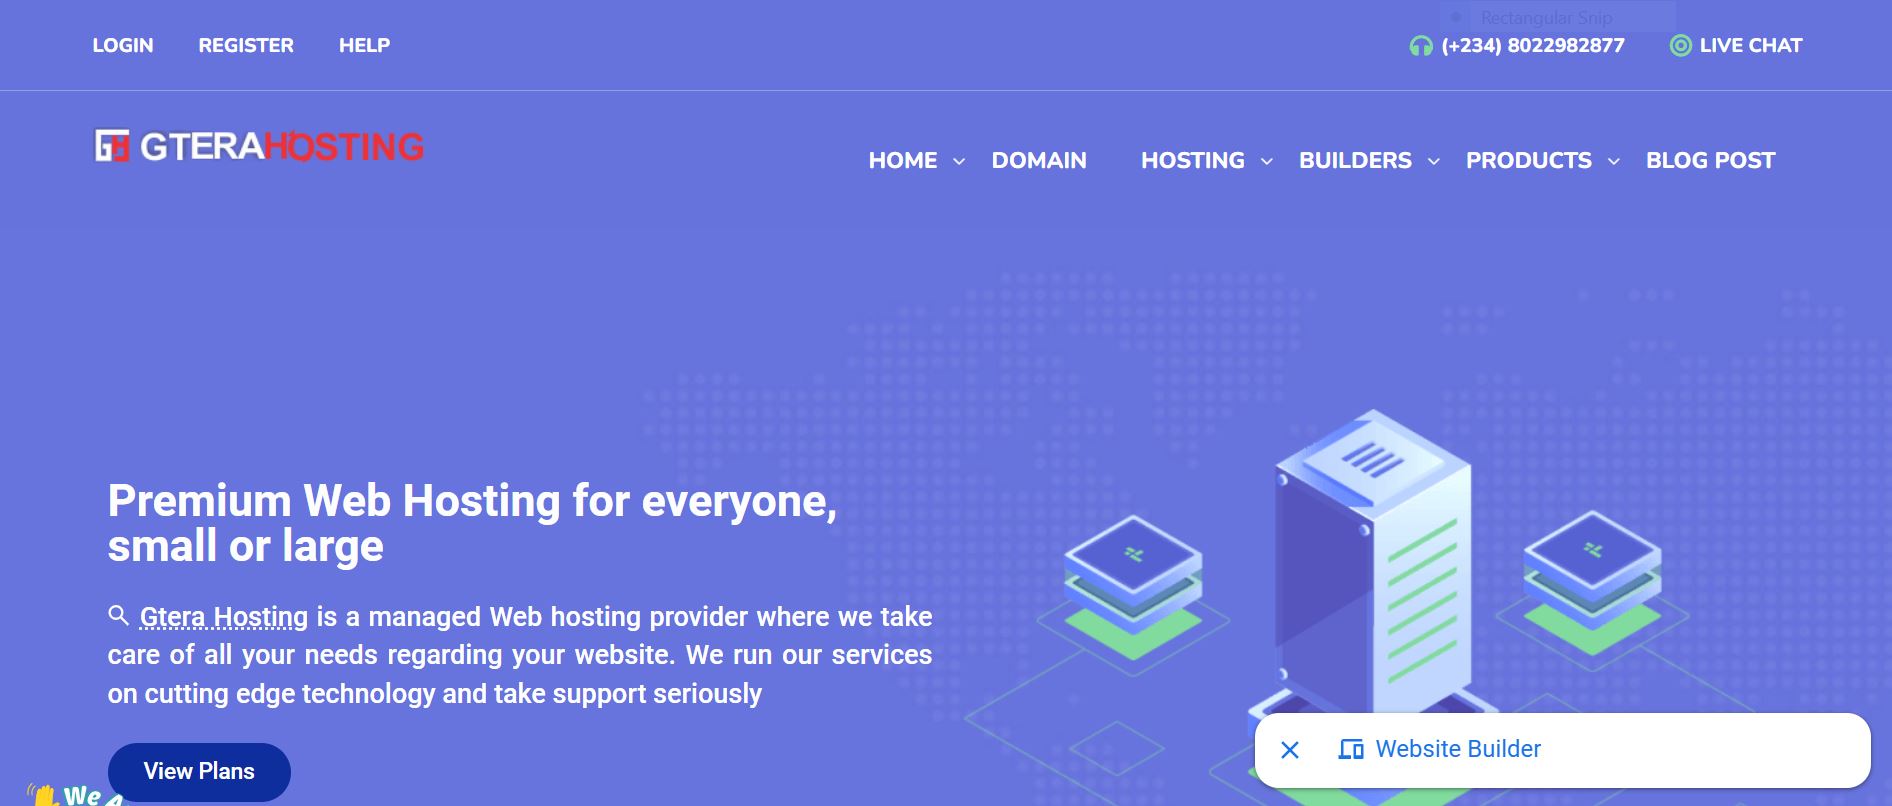 Rectangular Snip
LOGIN REGISTER HELP (+234) 8022982877 LIVE CHAT
GH GTERAHOSTING
HOME DOMAIN HOSTING BUILDERS PRODUCTS BLOG POST
Premium Web Hosting for everyone,
small or large
Gtera Hosting is a managed Web hosting provider where we take
care of all your needs regarding your website. We run our services
on cutting edge technology and take support seriously
View Plans
Website Builder
We